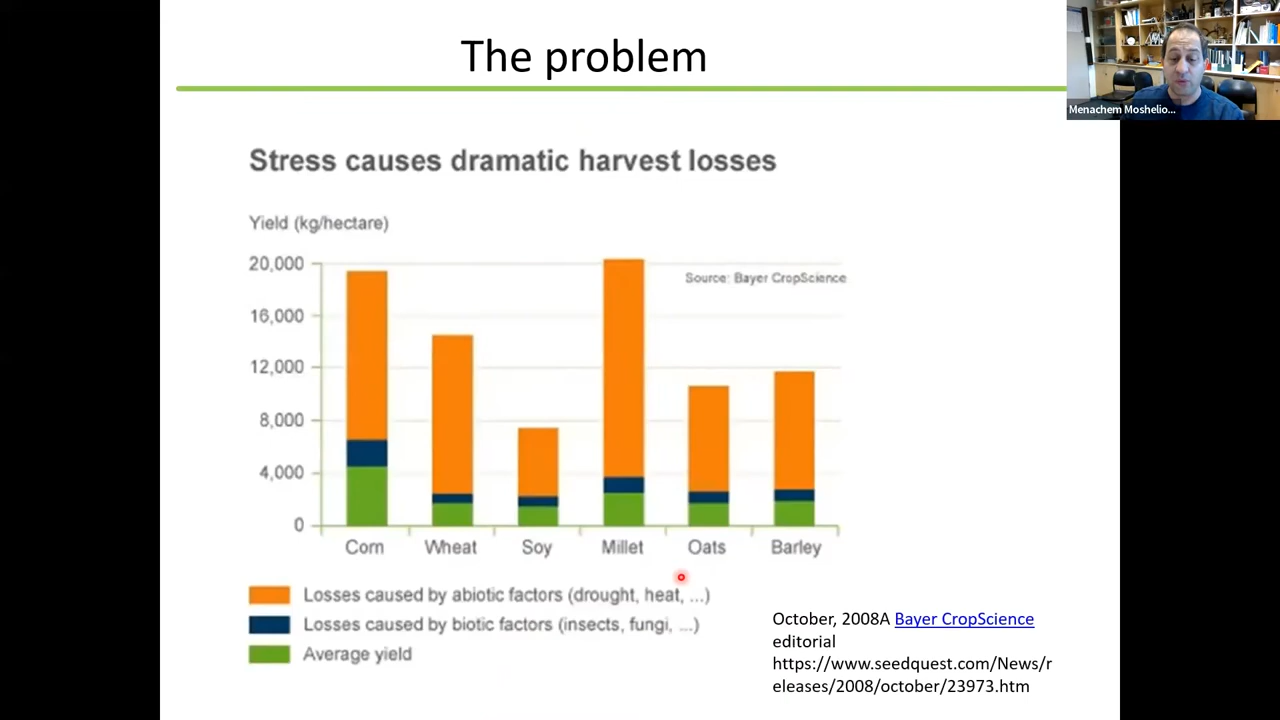 The problem
Menachem Moshelio...
Stress causes dramatic harvest losses
Yield (kg/hectare)
20,000
Source: Bayer CropScience
16,000
12,000
8,000
4,000
0
Corn Wheat Soy Millet Oats Barley
Losses caused by abiotic factors (drought, heat, ...)
Losses caused by biotic factors (insects, fungi, ...)
Average yield
October, 2008A Bayer CropScience
editorial
https://www.seedquest.com/News/r
eleases/2008/october/23973.htm